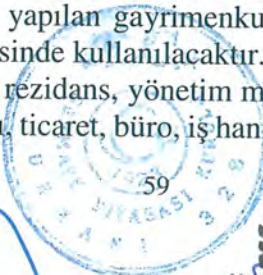 yapılan gayrimenku
sinde kullanılacaktır.
rezidans, yönetim m
ticaret, büro, iş han
59